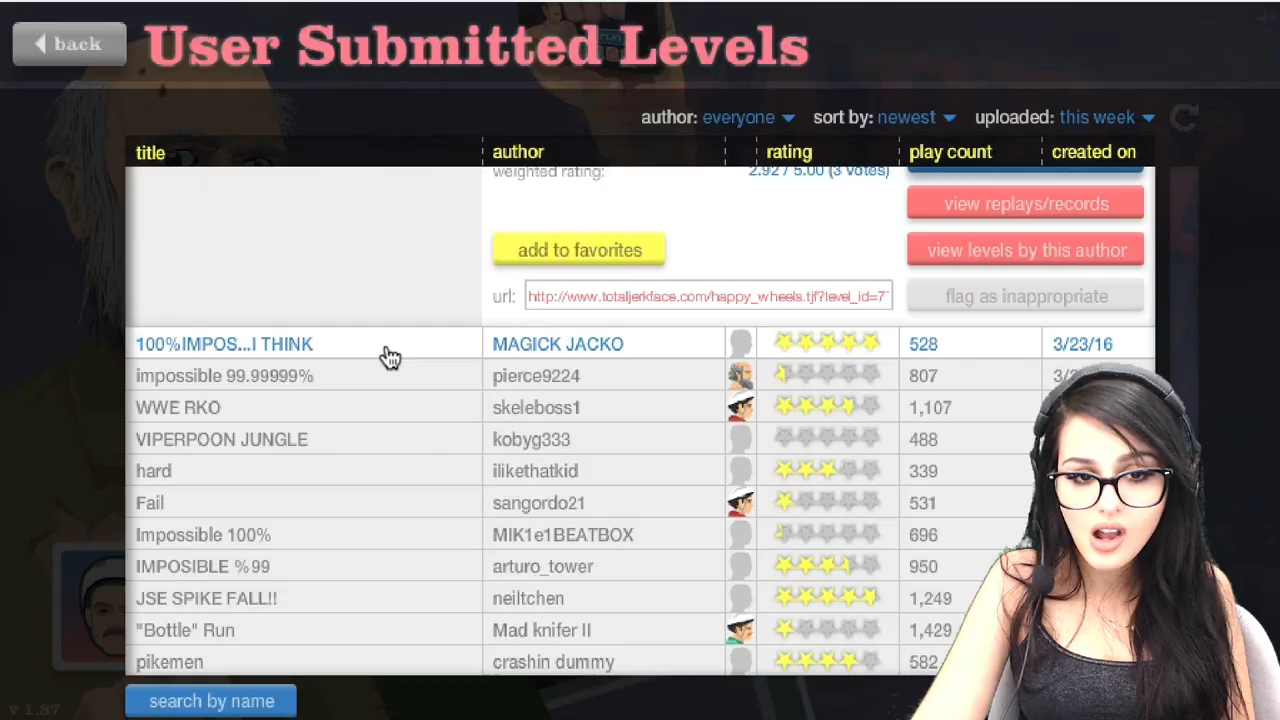 back
User Submitted Levels
author: everyone sort by: newest uploaded: this week
title author rating play count created on
weighted rating: 2.92 / 5.00 (3 votes)
view replays/records
add to favorites view levels by this author
url: http://www.totaljerkface.com/happy_wheels.tjf?level_id=7 flag as inappropriate
100%IMPOS...I THINK MAGICK JACKO 528 3/23/16
impossible 99.99999% pierce9224 807 3/2
WWE RKO skeleboss1 1,107
VIPERPOON JUNGLE kobyg333 488
hard ilikethatkid 339
Fail sangordo21 531
Impossible 100% MIK1e1BEATBOX 696
IMPOSIBLE %99 arturo_tower 950
JSE SPIKE FALL!! neiltchen 1,249
"Bottle" Run Mad knifer II 1,429
pikemen crashin dummy 582
search by name
v 1.87